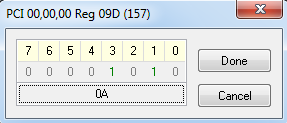 PCI 00,00,00 Reg 09D (157)
7 6 5 4 3 2 1 0
0 0 0 0 1 0 1 0
0A
Done
Cancel